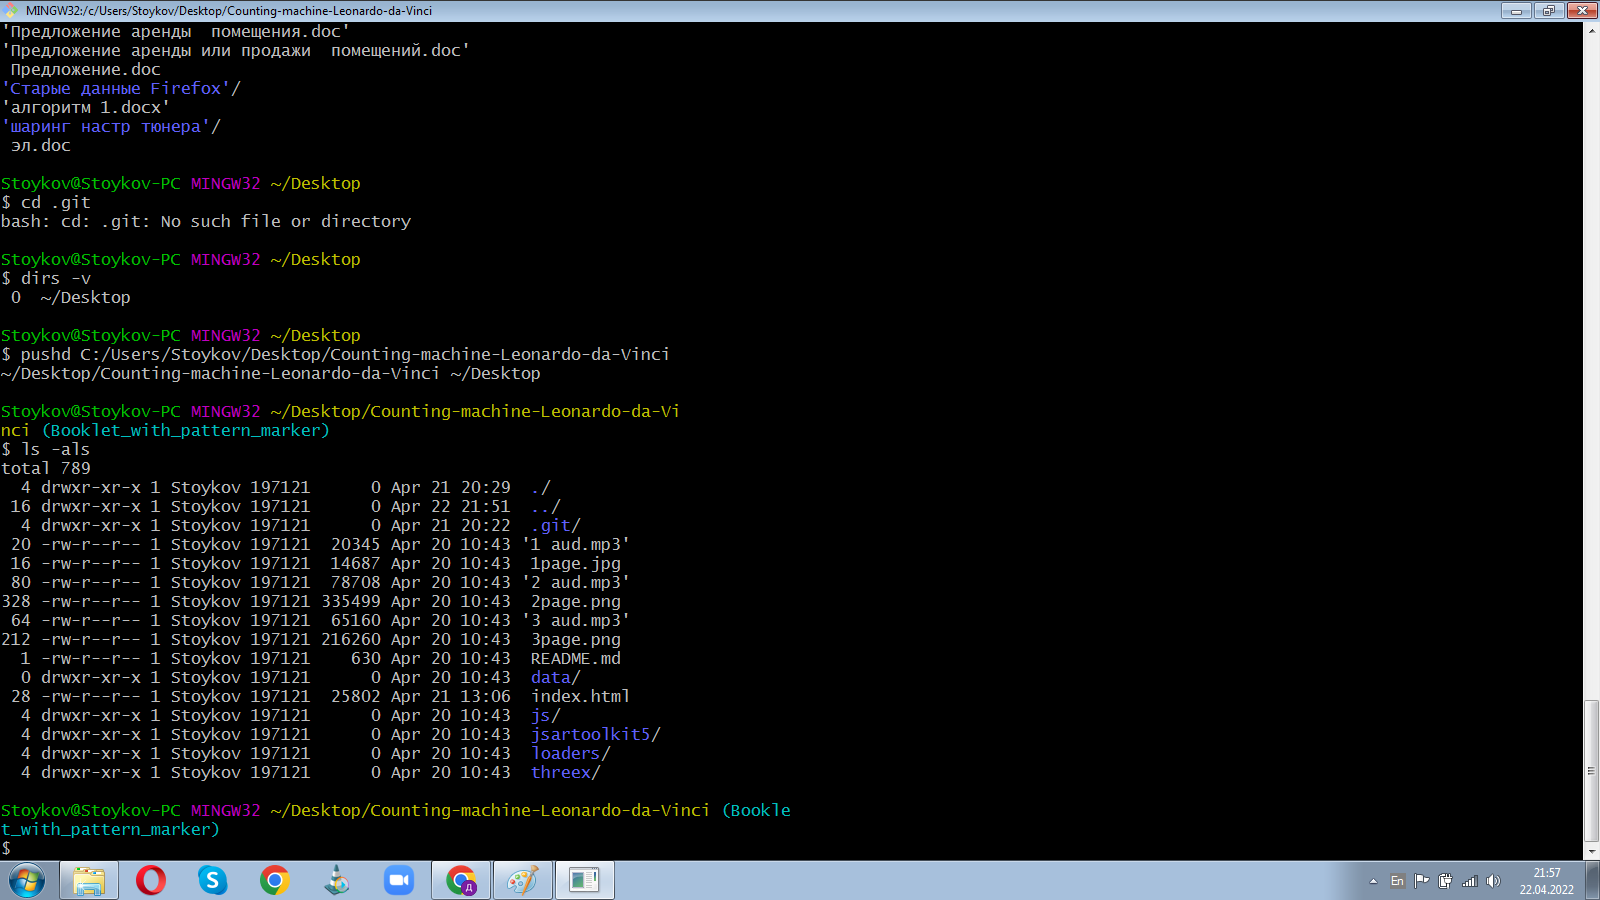 MINGW32:/c/Users/Stoykov/Desktop/Counting-machine-Leonardo-da-Vinci
'Предложение аренды  помещения.doc'
'Предложение аренды или продажи  помещений.doc'
 Предложение.doc
'Старые данные Firefox'/
'алгоритм 1.docx'
'шаринг настр тюнера'/
 эл.doc
Stoykov@Stoykov-PC MINGW32 ~/Desktop
$ cd .git
bash: cd: .git: No such file or directory
Stoykov@Stoykov-PC MINGW32 ~/Desktop
$ dirs -v
 0  ~/Desktop
Stoykov@Stoykov-PC MINGW32 ~/Desktop
$ pushd C:/Users/Stoykov/Desktop/Counting-machine-Leonardo-da-Vinci
~/Desktop/Counting-machine-Leonardo-da-Vinci ~/Desktop
Stoykov@Stoykov-PC MINGW32 ~/Desktop/Counting-machine-Leonardo-da-Vi
nci (Booklet_with_pattern_marker)
$ ls -als
total 789
  4 drwxr-xr-x 1 Stoykov 197121      0 Apr 21 20:29  ./
 16 drwxr-xr-x 1 Stoykov 197121      0 Apr 22 21:51  ../
  4 drwxr-xr-x 1 Stoykov 197121      0 Apr 21 20:22  .git/
 20 -rw-r--r-- 1 Stoykov 197121  20345 Apr 20 10:43 '1 aud.mp3'
 16 -rw-r--r-- 1 Stoykov 197121  14687 Apr 20 10:43  1page.jpg
 80 -rw-r--r-- 1 Stoykov 197121  78708 Apr 20 10:43 '2 aud.mp3'
328 -rw-r--r-- 1 Stoykov 197121 335499 Apr 20 10:43  2page.png
 64 -rw-r--r-- 1 Stoykov 197121  65160 Apr 20 10:43 '3 aud.mp3'
212 -rw-r--r-- 1 Stoykov 197121 216260 Apr 20 10:43  3page.png
  1 -rw-r--r-- 1 Stoykov 197121    630 Apr 20 10:43  README.md
  0 drwxr-xr-x 1 Stoykov 197121      0 Apr 20 10:43  data/
 28 -rw-r--r-- 1 Stoykov 197121  25802 Apr 21 13:06  index.html
  4 drwxr-xr-x 1 Stoykov 197121      0 Apr 20 10:43  js/
  4 drwxr-xr-x 1 Stoykov 197121      0 Apr 20 10:43  jsartoolkit5/
  4 drwxr-xr-x 1 Stoykov 197121      0 Apr 20 10:43  loaders/
  4 drwxr-xr-x 1 Stoykov 197121      0 Apr 20 10:43  threex/
Stoykov@Stoykov-PC MINGW32 ~/Desktop/Counting-machine-Leonardo-da-Vinci (Bookle
t_with_pattern_marker)
$
S
Д
En
21:57
22.04.2022